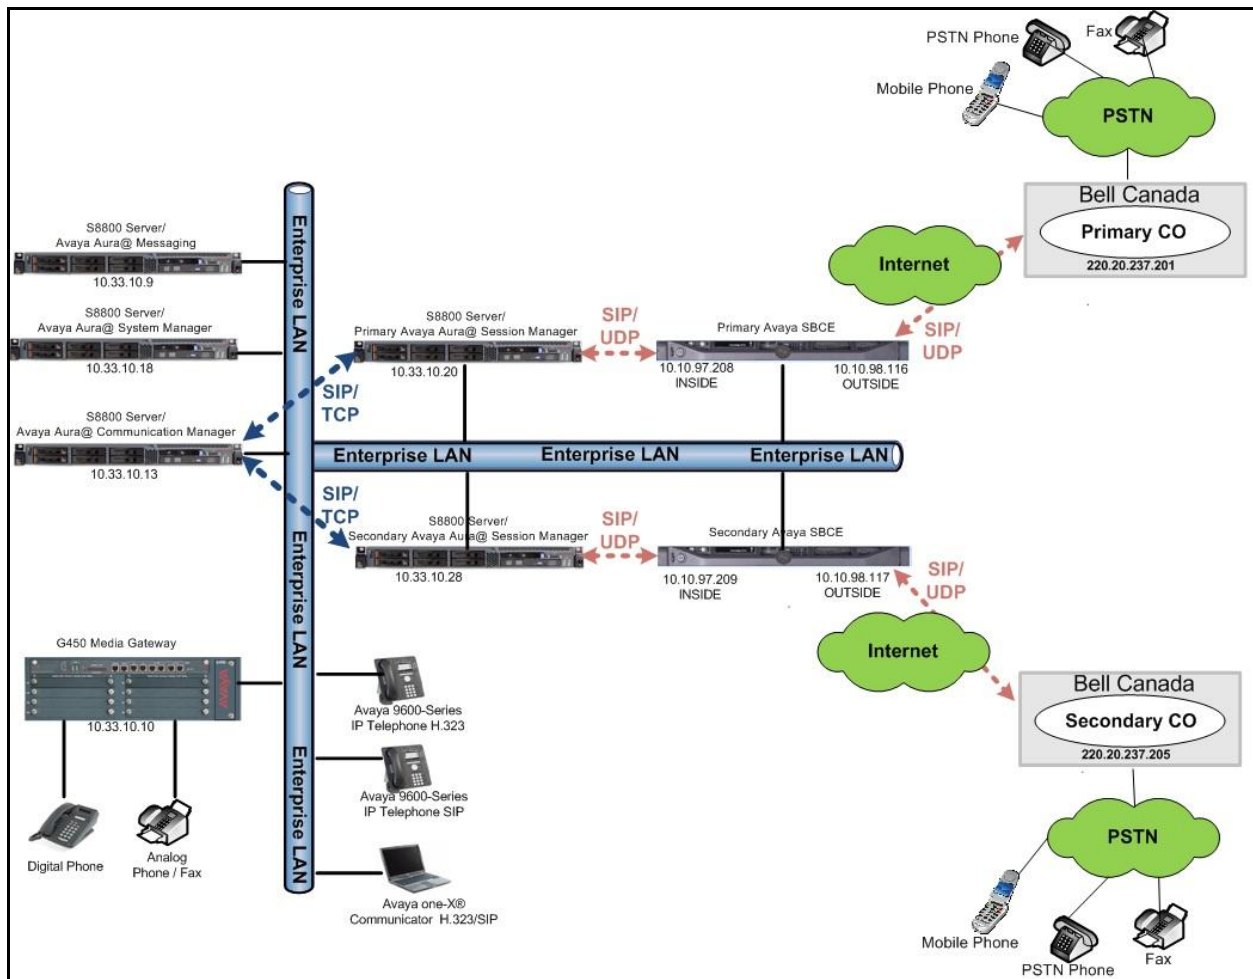 PSTN Phone
Fax
Mobile Phone
PSTN
Bell Canada
Primary CO
220.20.237.201
Internet
SIP/
UDP
Enterprise LAN
S8800 Server/
Avaya Aura@ Messaging
10.33.10.9
S8800 Server/
Avaya Aura@ System Manager
10.33.10.18
S8800 Server/
Avaya Aura@ Communication Manager
10.33.10.13
SIP/
TCP
S8800 Server/
Primary Avaya Aura@ Session Manager
10.33.10.20
SIP/
UDP
Primary Avaya SBCE
10.10.97.208
INSIDE
10.10.98.116
OUTSIDE
Enterprise LAN
Enterprise LAN
Enterprise LAN
SIP/
TCP
S8800 Server/
Secondary Avaya Aura@ Session Manager
10.33.10.28
SIP/
UDP
Secondary Avaya SBCE
10.10.97.209
INSIDE
10.10.98.117
OUTSIDE
SIP/
UDP
Internet
Bell Canada
Secondary CO
220.20.237.205
PSTN
Mobile Phone
PSTN Phone
Fax
Enterprise LAN
G450 Media Gateway
AVAYA
10.33.10.10
Digital Phone
Analog
Phone / Fax
Avaya 9600-Series
IP Telephone H.323
Enterprise LAN
Avaya 9600-Series
IP Telephone SIP
Avaya one-X®
Communicator H.323/SIP